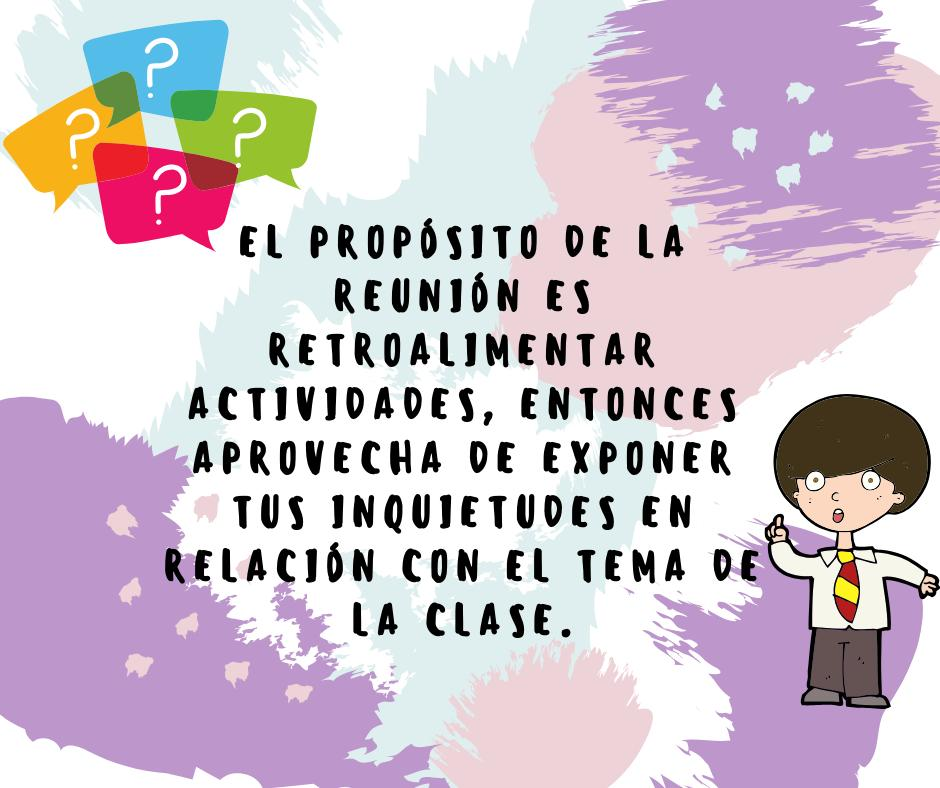 ?
?
?
?
EL PROPÓSITO DE LA
REUNIÓN ES
RETROALIMENTAR
ACTIVIDADES, ENTONCES
APROVECHA DE EXPONER
TUS INQUIETUDES EN
RELACIÓN CON EL TEMA DE
LA CLASE.